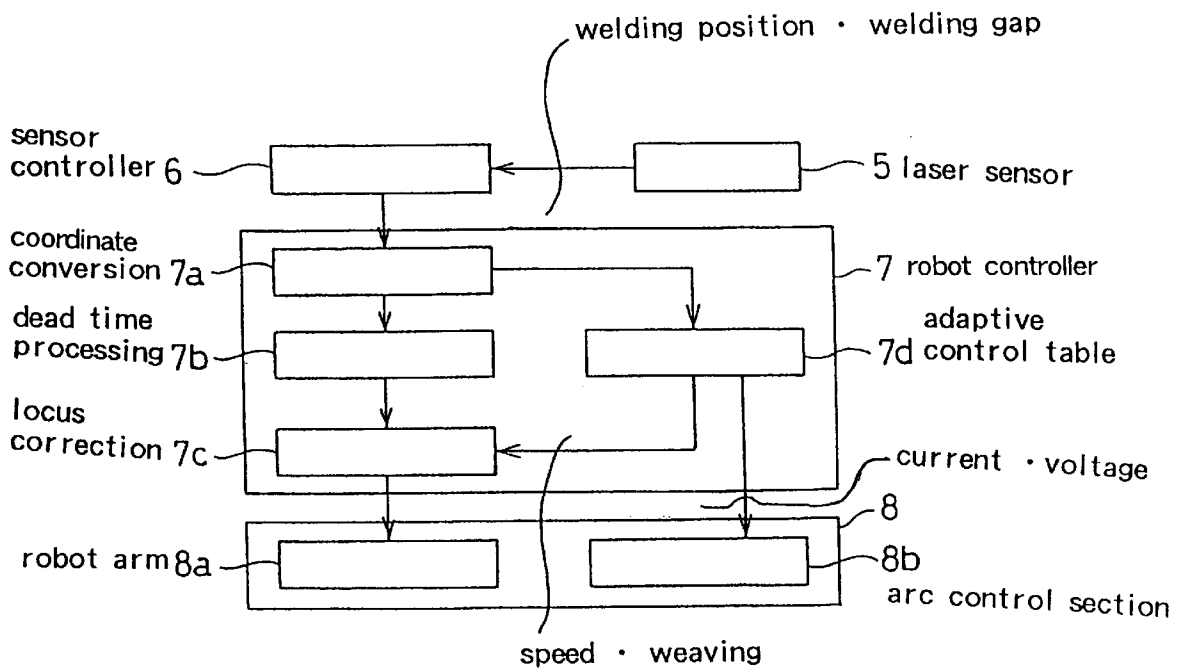 welding position · welding gap
sensor
controller 6
5 laser sensor
coordinate
conversion 7a
7 robot controller
dead time
processing 7b
adaptive
7d control table
locus
correction 7c
current · voltage
8
robot arm 8a
8b
arc control section
speed · weaving